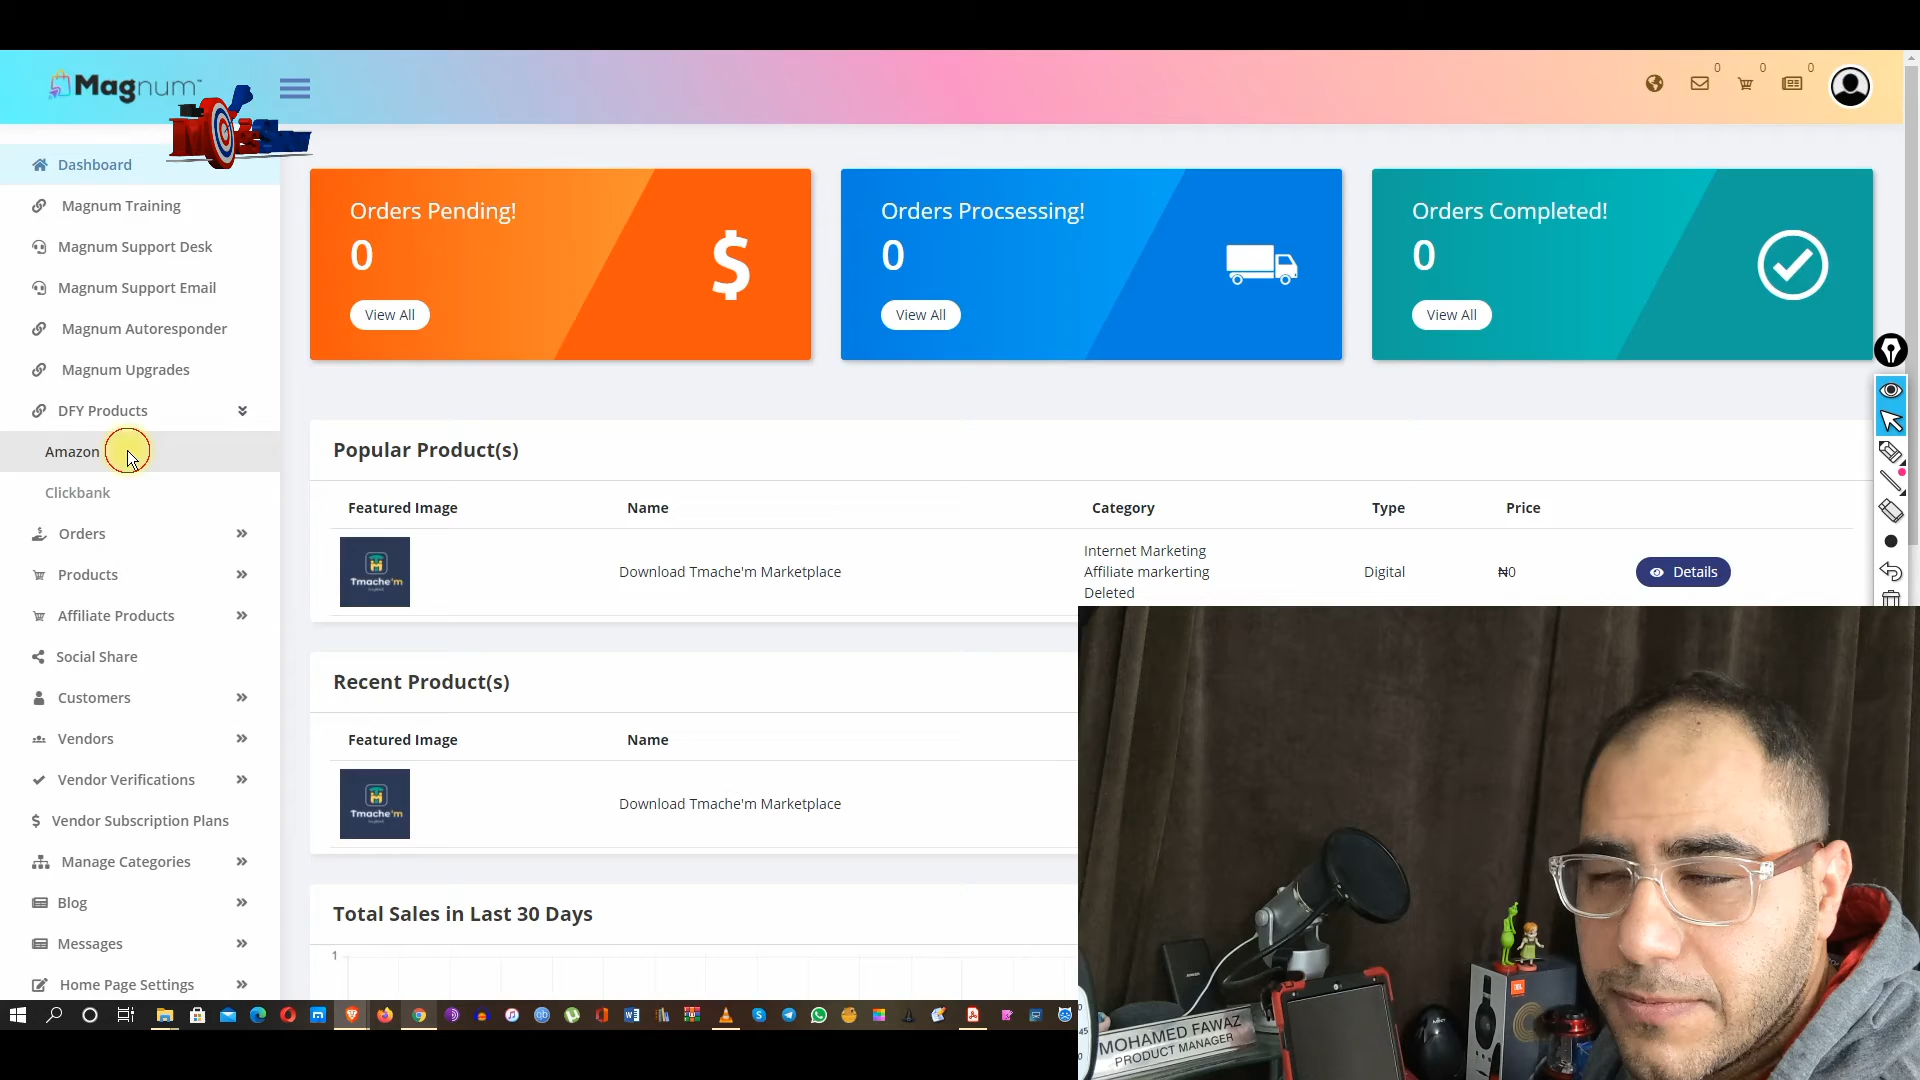 Magnum™
0
0
0
Dashboard
Magnum Training
Magnum Support Desk
Magnum Support Email
Magnum Autoresponder
Magnum Upgrades
DFY Products
Amazon
Clickbank
Orders
Products
Affiliate Products
Social Share
Customers
Vendors
Vendor Verifications
Vendor Subscription Plans
Manage Categories
Blog
Messages
Home Page Settings
Orders Pending!
0
View All
Orders Procsessing!
0
View All
Orders Completed!
0
View All
Popular Product(s)
Featured Image Name Category Type Price
Tmache'm
Download Tmache'm Marketplace
Internet Marketing
Affiliate markerting
Deleted
Digital
₦0
Details
Recent Product(s)
Featured Image Name
Tmache'm
Download Tmache'm Marketplace
Total Sales in Last 30 Days
1
JBL
MOHAMED FAWAZ
PRODUCT MANAGER